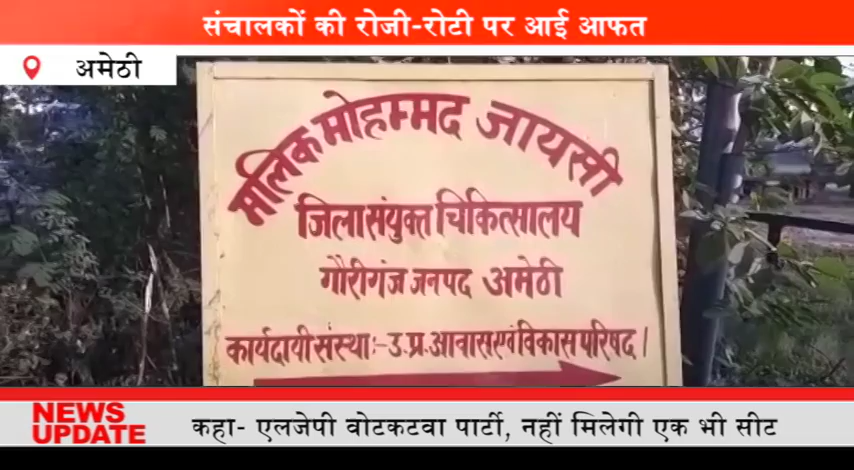 संचालकों की रोजी-रोटी पर आई आफत
अमेठी
मलिक मोहम्मद जायसी
जिला संयुक्त चिकित्सालय
गौरीगंज जनपद अमेठी
कार्यदायी संस्था:- उ.प्र. आवास एवं विकास परिषद।
NEWS
UPDATE
कहा- एलजेपी वोटकटवा पार्टी, नहीं मिलेगी एक भी सीट